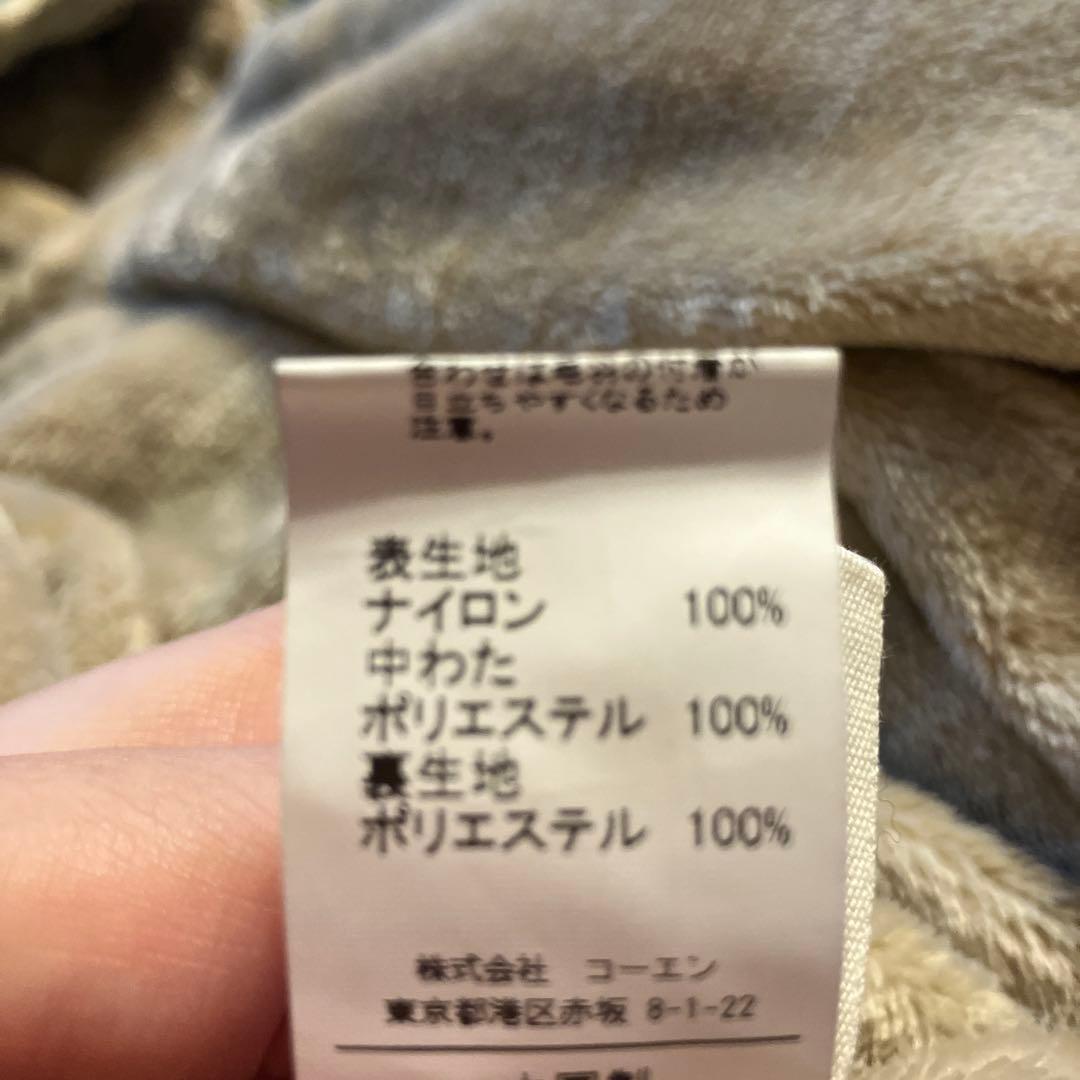 目立ちやすくなるため
注意。
表生地
ナイロン 100%
中わた
ポリエステル 100%
裏生地
ポリエステル 100%
株式会社 コーエン
東京都港区赤坂 8-1-22